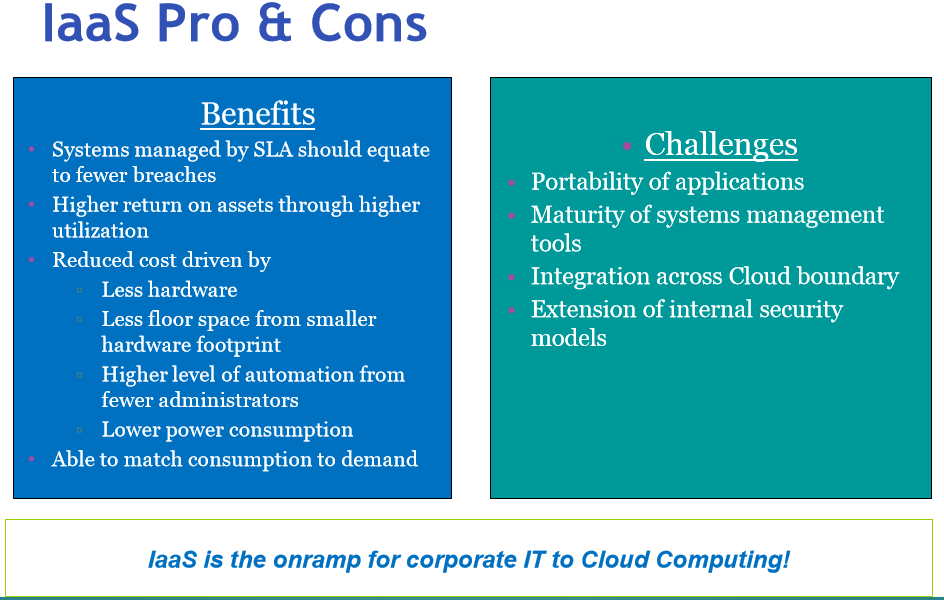 IaaS Pro & Cons
Benefits
• Systems managed by SLA should equate
to fewer breaches
• Higher return on assets through higher
utilization
• Reduced cost driven by
▫ Less hardware
▫ Less floor space from smaller
hardware footprint
▫ Higher level of automation from
fewer administrators
▫ Lower power consumption
• Able to match consumption to demand
• Challenges
• Portability of applications
• Maturity of systems management
tools
• Integration across Cloud boundary
• Extension of internal security
models
IaaS is the onramp for corporate IT to Cloud Computing!